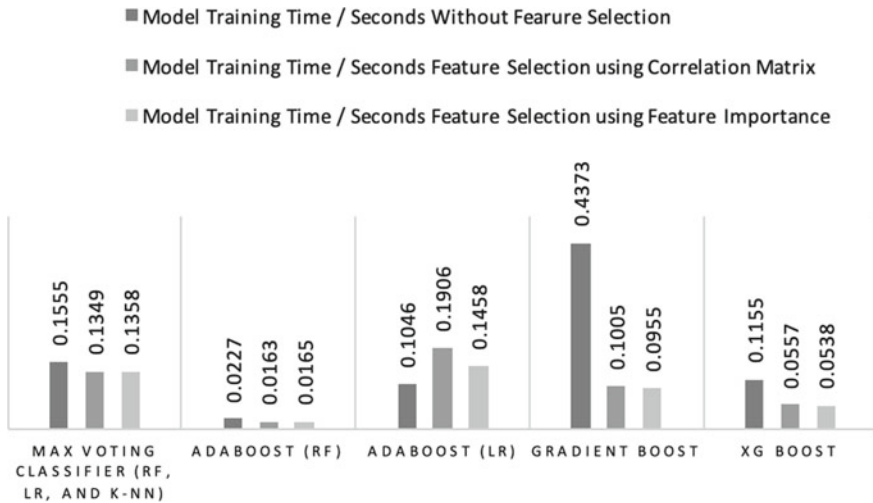 Model Training Time / Seconds Without Fearure Selection
Model Training Time / Seconds Feature Selection using Correlation Matrix
Model Training Time / Seconds Feature Selection using Feature Importance
0.1555
0.1349
0.1358
0.0227
0.0163
0.0165
0.1046
0.1906
0.1458
0.4373
0.1005
0.0955
0.1155
0.0557
0.0538
MAX VOTING
CLASSIFIER (RF,
LR, AND K-NN)
ADABOOST (RF)
ADABOOST (LR)
GRADIENT BOOST
XG BOOST